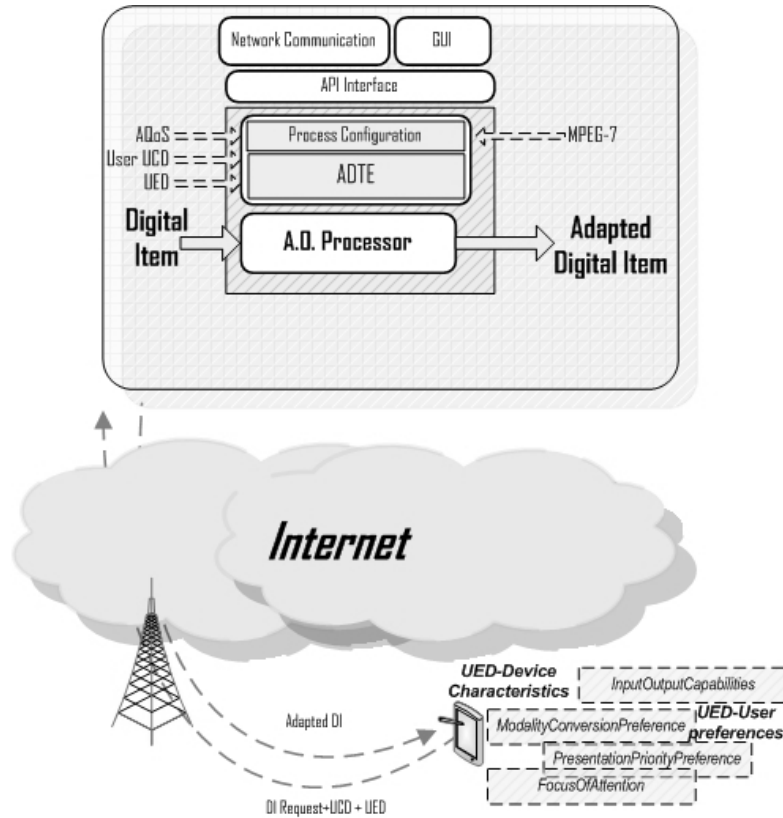 Network Communication
GUI
API Interface
AQoS
User UCD
UED
Process Configuration
ADTE
MPEG-7
Digital
Item
A.O. Processor
Adapted
Digital Item
Internet
UED-Device
Characteristics
InputOutputCapabilities
ModalityConversionPreference
UED-User
preferences
PresentationPriorityPreference
FocusOfAttention
Adapted DI
DI Request+UCD + UED